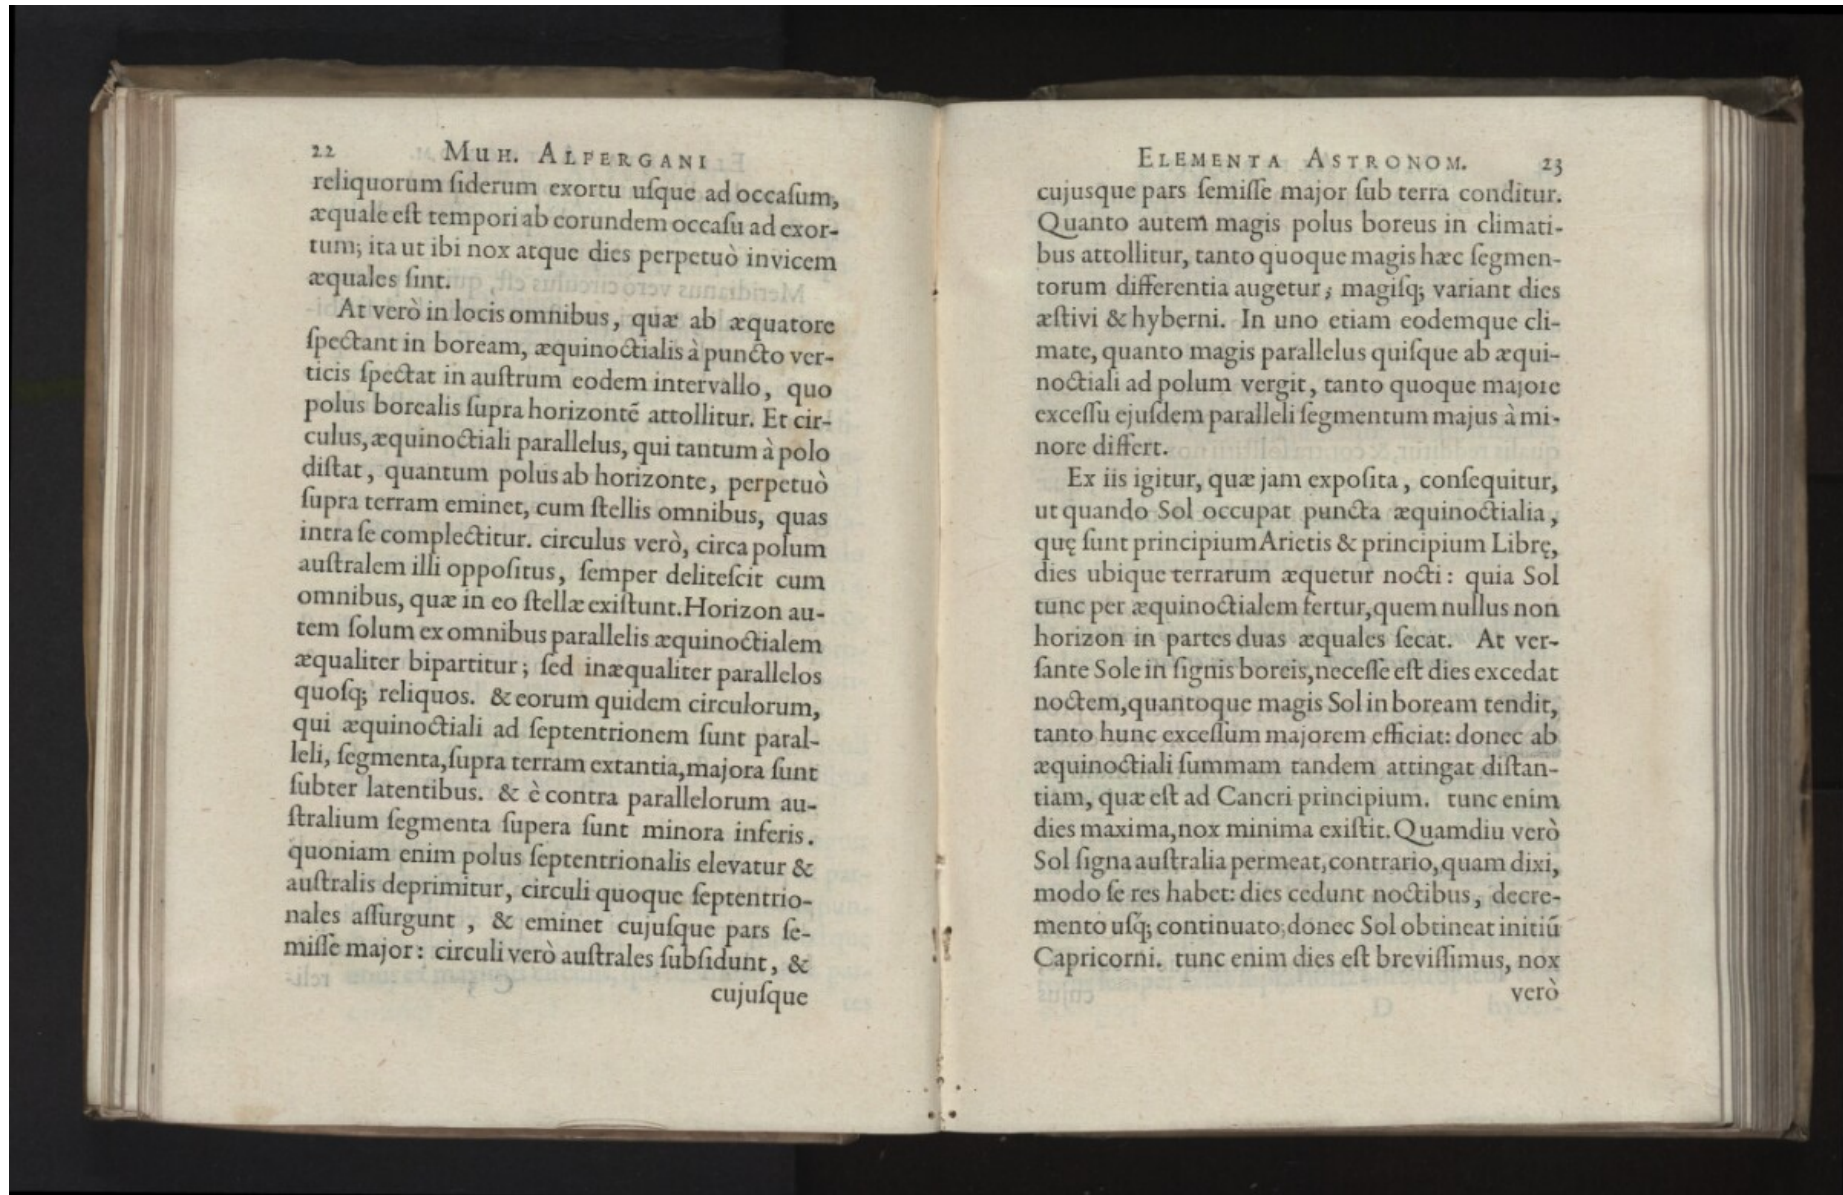 22 MUH. ALFERGANI
reliquorum siderum exortu uſque ad occaſum,
æquale eſt tempori ab eorundem occaſu ad exor-
tum; ita ut ibi nox atque dies perpetuò invicem
æquales ſint.
At verò in locis omnibus, quæ ab æquatore
ſpectant in boream, æquinoctialis à puncto ver-
ticis ſpectat in auſtrum eodem intervallo, quo
polus borealis ſupra horizontē attollitur. Et cir-
culus, æquinoctiali parallelus, qui tantum à polo
diſtat, quantum polus ab horizonte, perpetuò
ſupra terram eminet, cum ſtellis omnibus, quas
intra ſe complectitur. circulus verò, circa polum
auſtralem illi oppoſitus, ſemper deliteſcit cum
omnibus, quæ in eo ſtellæ exiſtunt. Horizon au-
tem ſolum ex omnibus parallelis æquinoctialem
æqualiter bipartitur; ſed inæqualiter parallelos
quoſq; reliquos. & eorum quidem circulorum,
qui æquinoctiali ad ſeptentrionem ſunt paral-
leli, ſegmenta, ſupra terram extantia, majora ſunt
ſubter latentibus. & è contra parallelorum au-
ſtralium ſegmenta ſupera ſunt minora inferis.
quoniam enim polus ſeptentrionalis elevatur &
auſtralis deprimitur, circuli quoque ſeptentrio-
nales aſſurgunt, & eminet cujuſque pars ſe-
miſſe major: circuli verò auſtrales ſubſidunt, &
cujuſque
ELEMENTA ASTRONOM. 23
cujusque pars ſemiſſe major ſub terra conditur.
Quanto autem magis polus boreus in climati-
bus attollitur, tanto quoque magis hæc ſegmen-
torum differentia augetur; magiſq; variant dies
æſtivi & hyberni. In uno etiam eodemque cli-
mate, quanto magis parallelus quiſque ab æqui-
noctiali ad polum vergit, tanto quoque majore
exceſſu ejuſdem paralleli ſegmentum majus à mi-
nore differt.
Ex iis igitur, quæ jam expoſita, conſequitur,
ut quando Sol occupat puncta æquinoctialia,
quę ſunt principium Arietis & principium Librę,
dies ubique terrarum æquetur nocti: quia Sol
tunc per æquinoctialem fertur, quem nullus non
horizon in partes duas æquales ſecat. At ver-
ſante Sole in ſignis boreis, neceſſe eſt dies excedat
noctem, quantoque magis Sol in boream tendit,
tanto hunc exceſſum majorem efficiat: donec ab
æquinoctiali ſummam tandem attingat diſtan-
tiam, quæ eſt ad Cancri principium. tunc enim
dies maxima, nox minima exiſtit. Quamdiu verò
Sol ſigna auſtralia permeat, contrario, quam dixi,
modo ſe res habet: dies cedunt noctibus, decre-
mento uſq; continuato; donec Sol obtineat initiū
Capricorni. tunc enim dies eſt breviſſimus, nox
verò